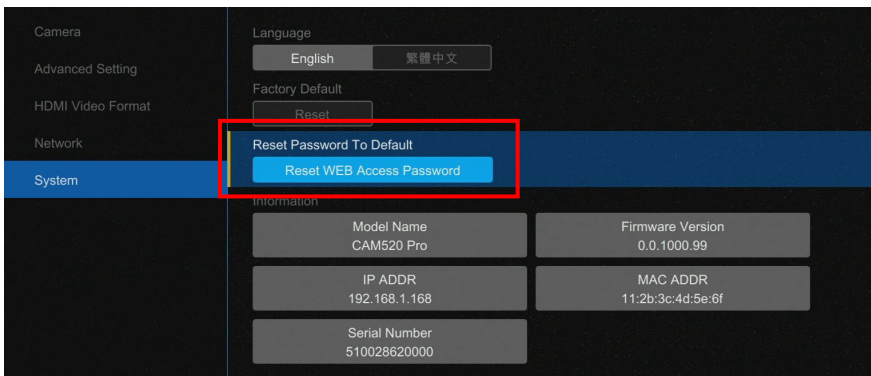 Camera
Advanced Setting
HDMI Video Format
Network
System
Language
English 繁體中文
Factory Default
Reset
Reset Password To Default
Reset WEB Access Password
Information
Model Name
CAM520 Pro
Firmware Version
0.0.1000.99
IP ADDR
192.168.1.168
MAC ADDR
11:2b:3c:4d:5e:6f
Serial Number
510028620000